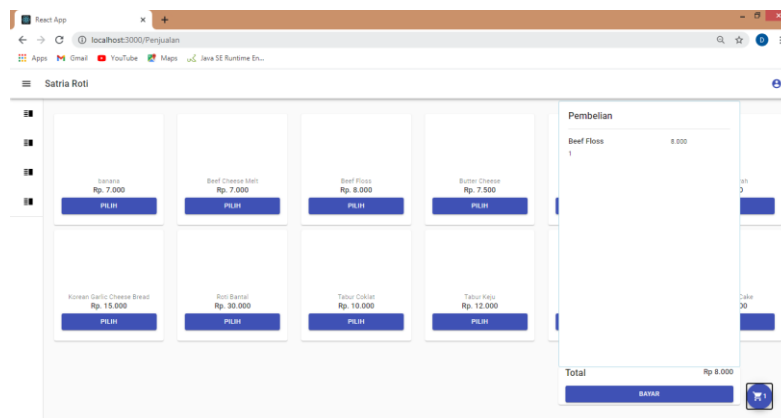 React App
localhost:3000/Penjualan
Apps
Gmail
YouTube
Maps
Java SE Runtime En...
D
Satria Roti
banana
Rp. 7.000
PILIH
Beef Cheese Melt
Rp. 7.000
PILIH
Beef Floss
Rp. 8.000
PILIH
Butter Cheese
Rp. 7.500
PILIH
Korean Garlic Cheese Bread
Rp. 15.000
PILIH
Roti Bantal
Rp. 30.000
PILIH
Tabur Coklat
Rp. 10.000
PILIH
Tabur Keju
Rp. 12.000
PILIH
Cake
Pembelian
Beef Floss 8.000
1
Total Rp 8.000
BAYAR
1